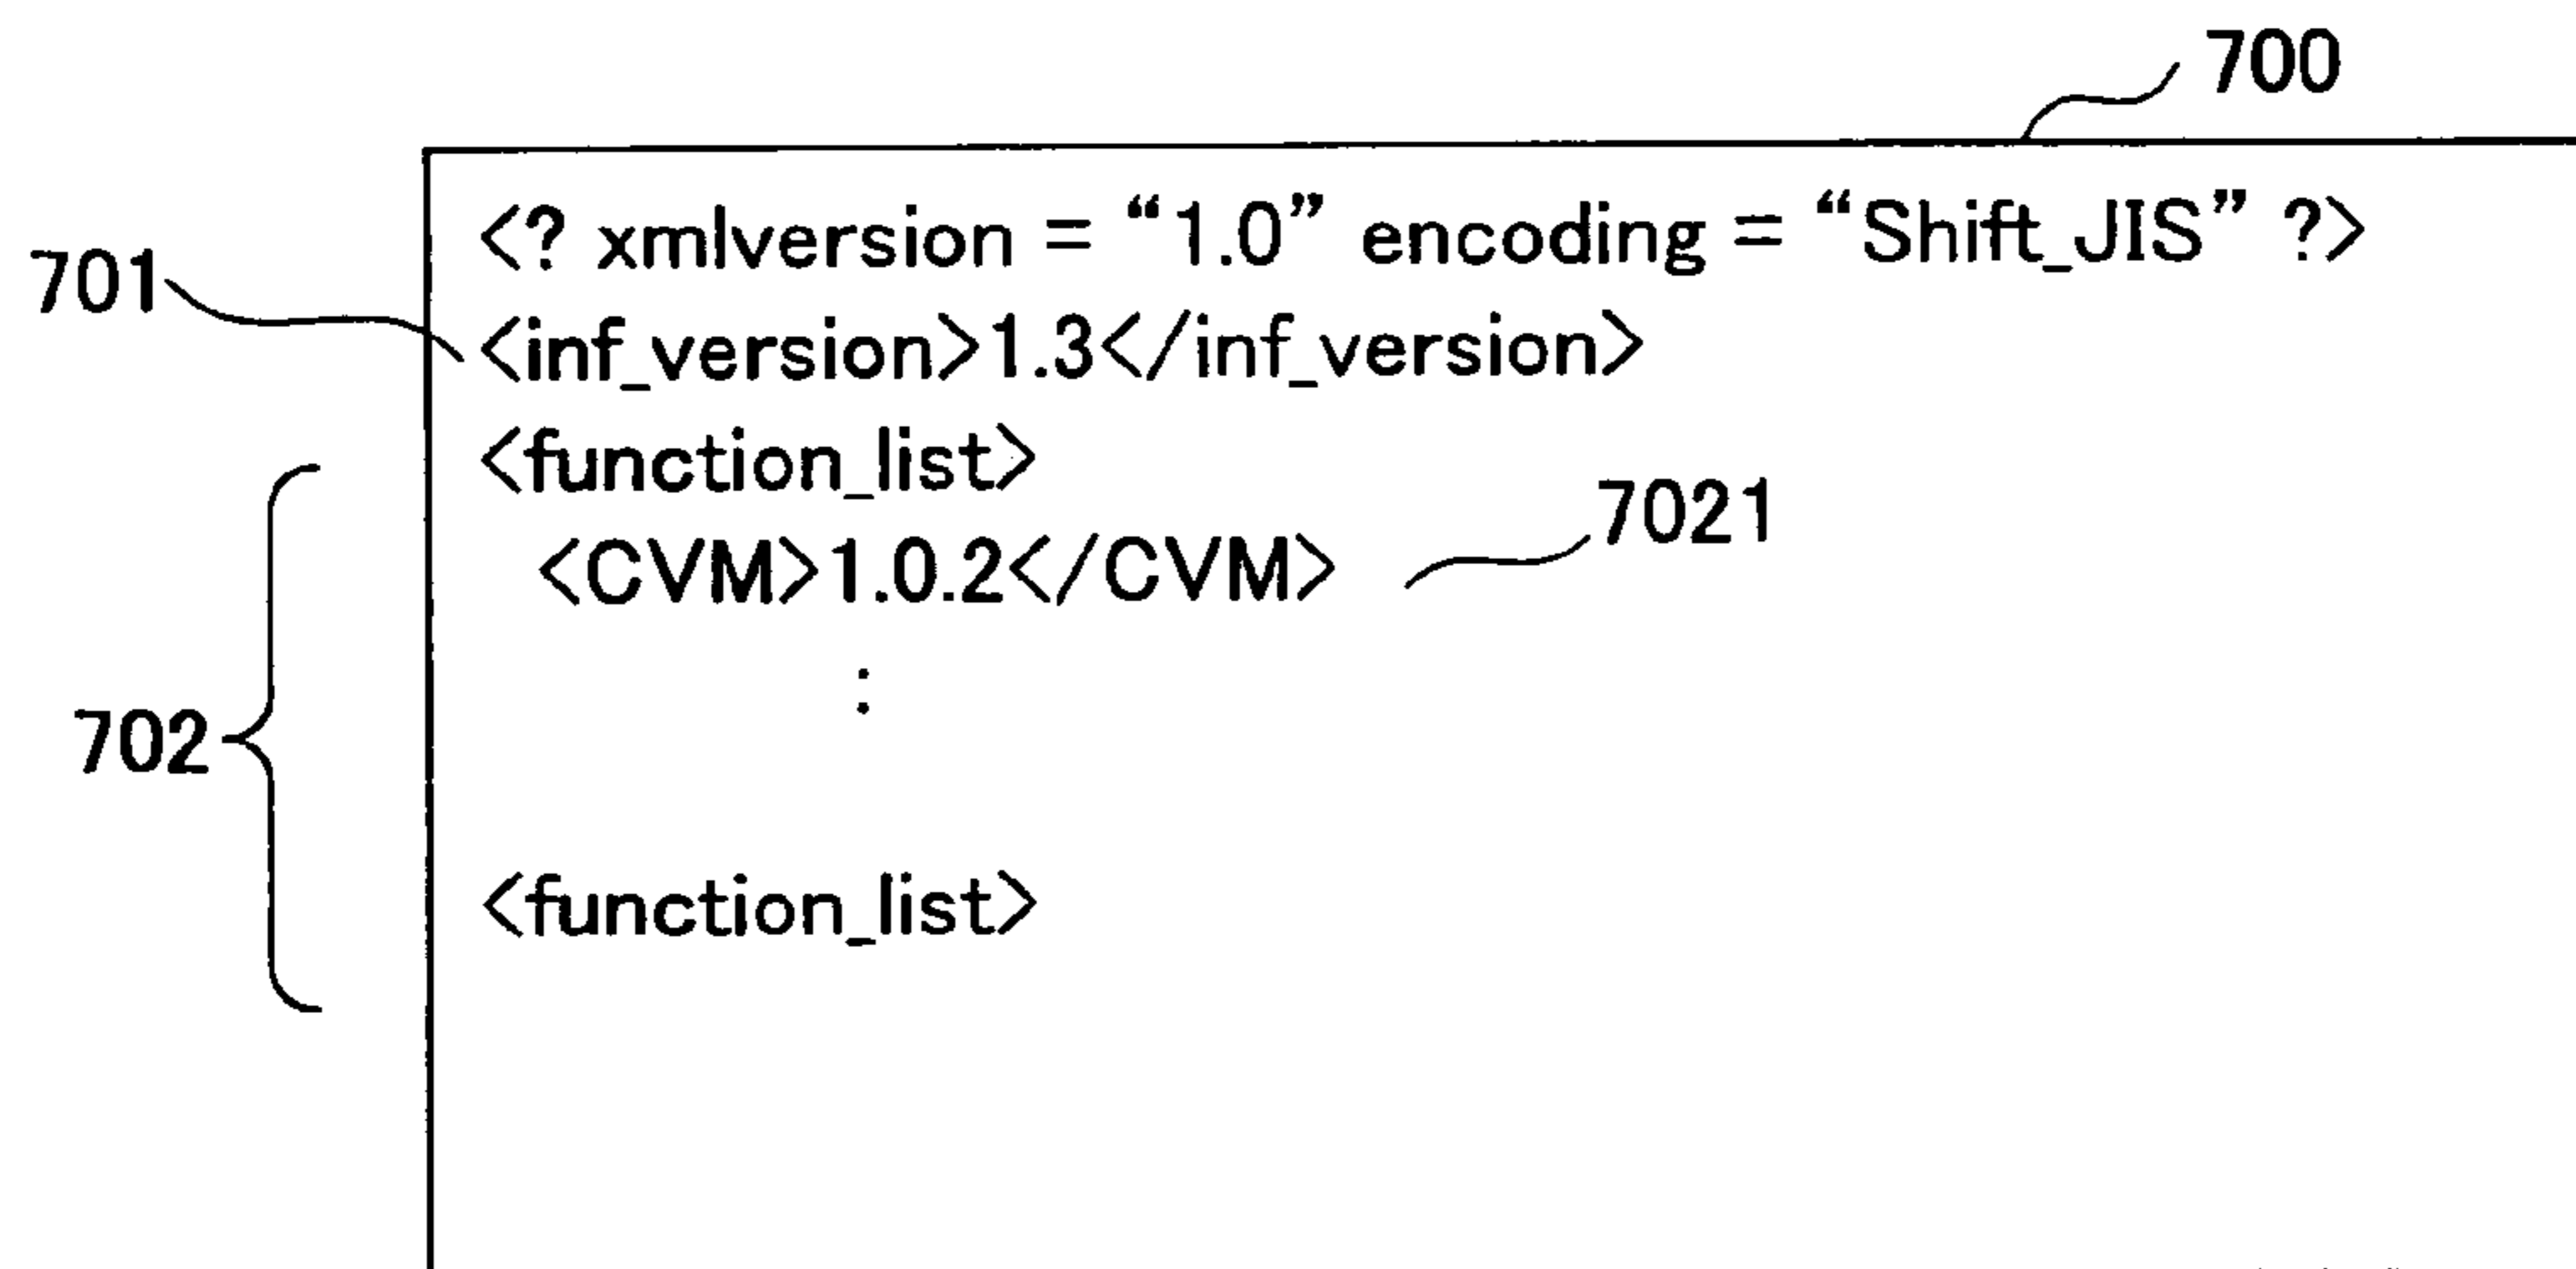 700
<? xmlversion = “1.0” encoding = “Shift_JIS” ?>
701
<inf_version>1.3</inf_version>
<function_list>
7021
<CVM>1.0.2</CVM>
:
702
<function_list>